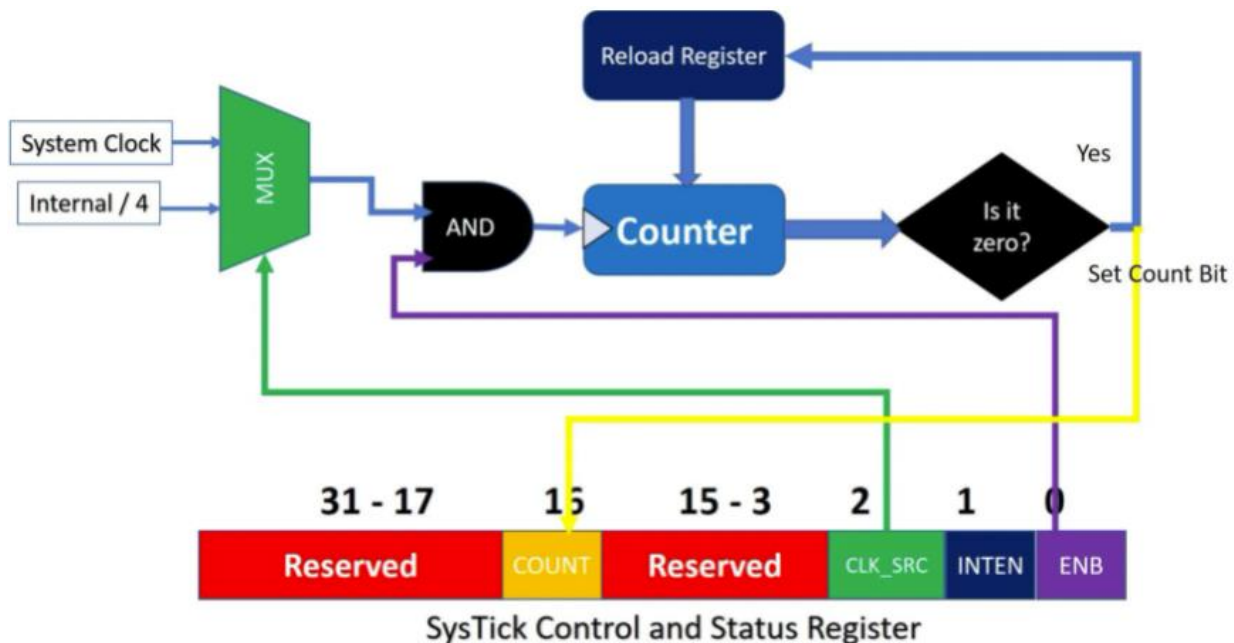 Reload Register
System Clock
Internal / 4
MUX
AND
Counter
Is it
zero?
Yes
Set Count Bit
31 - 17
16
15 - 3
2
1
0
Reserved
COUNT
Reserved
CLK_SRC
INTEN
ENB
SysTick Control and Status Register